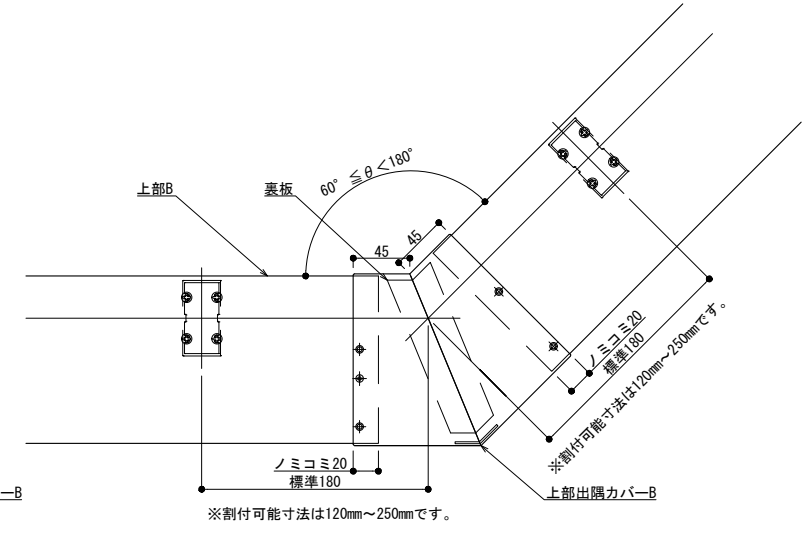 60° ≦θ＜180°
上部B
裏板
45
45
ノミコミ20
標準180
※割付可能寸法は120mm～250mmです。
ノミコミ20
標準180
※割付可能寸法は120mm～250mmです。
ーB
上部出隅カバーB